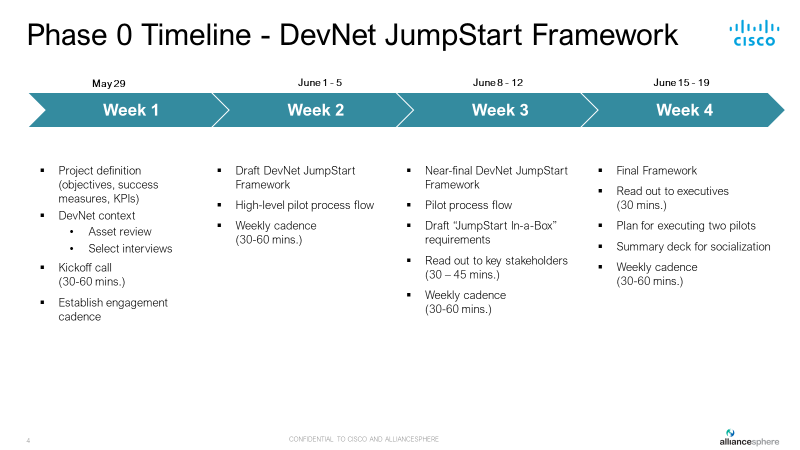 Phase 0 Timeline - DevNet JumpStart Framework
CISCO
May 29
June 1 - 5
June 8 - 12
June 15 - 19
Week 1
Week 2
Week 3
Week 4
▪ Project definition
(objectives, success
measures, KPIs)
▪ DevNet context
• Asset review
• Select interviews
▪ Kickoff call
(30-60 mins.)
▪ Establish engagement
cadence
▪ Draft DevNet JumpStart
Framework
▪ High-level pilot process flow
▪ Weekly cadence
(30-60 mins.)
▪ Near-final DevNet JumpStart
Framework
▪ Pilot process flow
▪ Draft “JumpStart In-a-Box”
requirements
▪ Read out to key stakeholders
(30 – 45 mins.)
▪ Weekly cadence
(30-60 mins.)
▪ Final Framework
▪ Read out to executives
(30 mins.)
▪ Plan for executing two pilots
▪ Summary deck for socialization
▪ Weekly cadence
(30-60 mins.)
4
CONFIDENTIAL TO CISCO AND ALLIANCESPHERE
alliancesphere